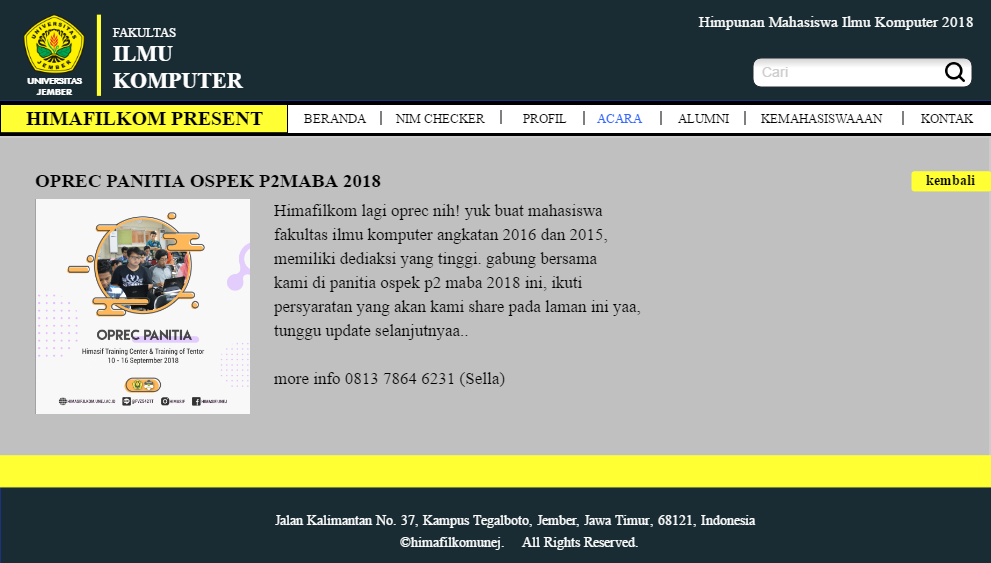 Himpunan Mahasiswa Ilmu Komputer 2018
UNIVERSITAS
JEMBER
UNIVERSITAS
JEMBER
FAKULTAS
ILMU
KOMPUTER
Cari
HIMAFILKOM PRESENT
BERANDA | NIM CHECKER | PROFIL | ACARA | ALUMNI | KEMAHASISWAAAN | KONTAK
OPREC PANITIA OSPEK P2MABA 2018
kembali
Himafilkom lagi oprec nih! yuk buat mahasiswa
fakultas ilmu komputer angkatan 2016 dan 2015,
memiliki dediaksi yang tinggi. gabung bersama
kami di panitia ospek p2 maba 2018 ini, ikuti
persyaratan yang akan kami share pada laman ini yaa,
tunggu update selanjutnyaa..
more info 0813 7864 6231 (Sella)
OPREC PANITIA
Himasif Training Center & Training of Tentor
10 - 16 September 2018
Jalan Kalimantan No. 37, Kampus Tegalboto, Jember, Jawa Timur, 68121, Indonesia
©himafilkomunej. All Rights Reserved.